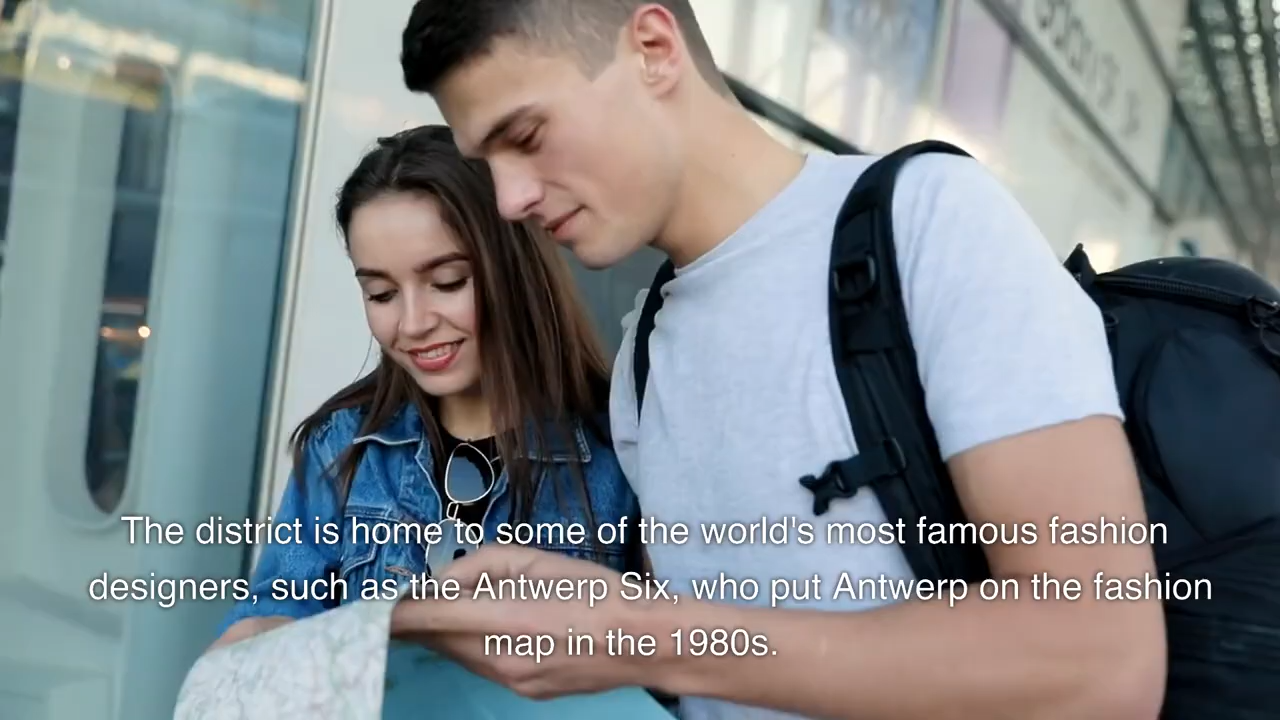 The district is home to some of the world's most famous fashion
designers, such as the Antwerp Six, who put Antwerp on the fashion
map in the 1980s.